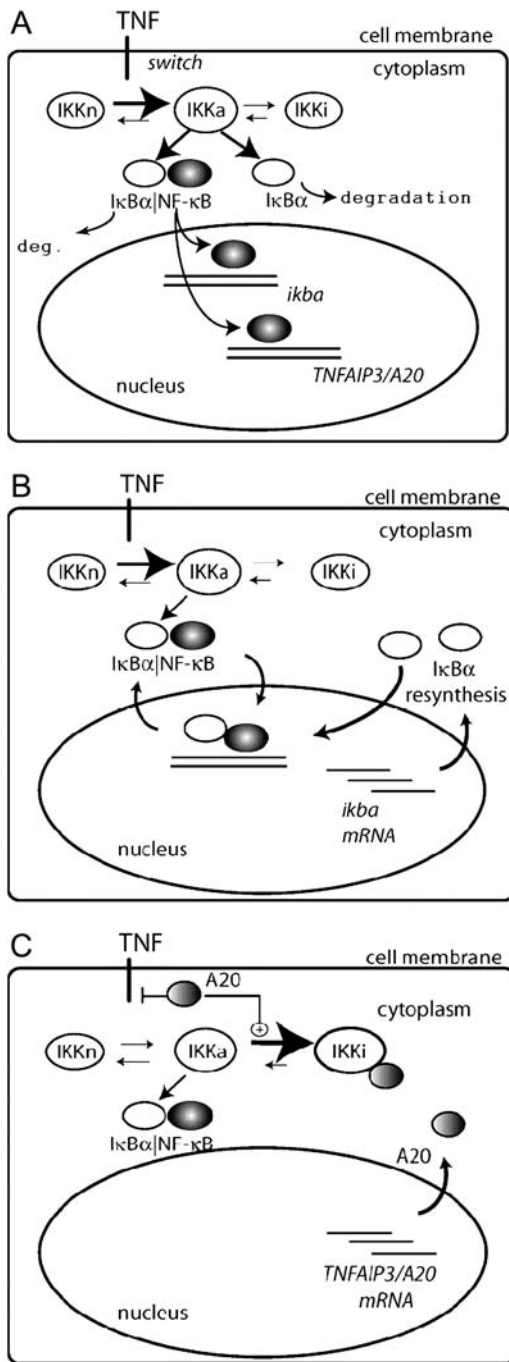 A
TNF
cell membrane
switch
cytoplasm
IKKn
IKKa
IKKi
IκBα|NF-κB
IκBα
degradation
deg.
ikba
TNFAIP3/A20
nucleus
B
TNF
cell membrane
cytoplasm
IKKn
IKKa
IKKi
IκBα|NF-κB
IκBα
resynthesis
ikba
mRNA
nucleus
C
TNF
cell membrane
A20
cytoplasm
+
IKKn
IKKa
IKKi
IκBα|NF-κB
A20
TNFAIP3/A20
mRNA
nucleus